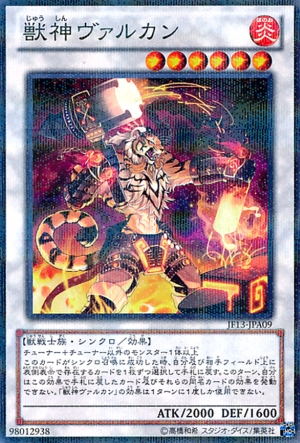 じゅう しん
獣神ヴァルカン
ほのお
炎
JF13-JPA09
【獣戦士族・シンクロ/効果】
チューナー+チューナー以外のモンスター1体以上
このカードがシンクロ召喚に成功した時、自分及び相手フィールド上に
表側表示で存在するカードを1枚ずつ選択して手札に戻す。このターン、自分は
この効果で手札に戻したカード及びそれらの同名カードの効果を発動で
きない。「獣神ヴァルカン」の効果は1ターンに1度しか使用できない。
ATK/2000 DEF/1600
98012938
©高橋和希 スタジオ・ダイス/集英社